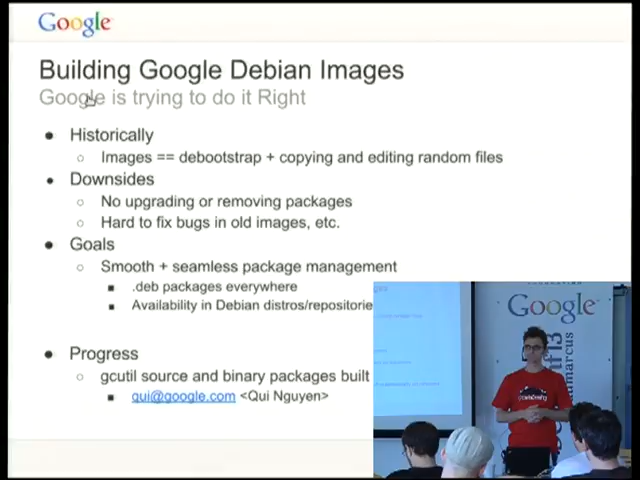 Google
Building Google Debian Images
Google is trying to do it Right
Historically
Images == debootstrap + copying and editing random files
Downsides
No upgrading or removing packages
Hard to fix bugs in old images, etc.
Goals
Smooth + seamless package management
.deb packages everywhere
Availability in Debian distros/repositorie
Progress
gcutil source and binary packages built
qui@google.com <Qui Nguyen>
Google